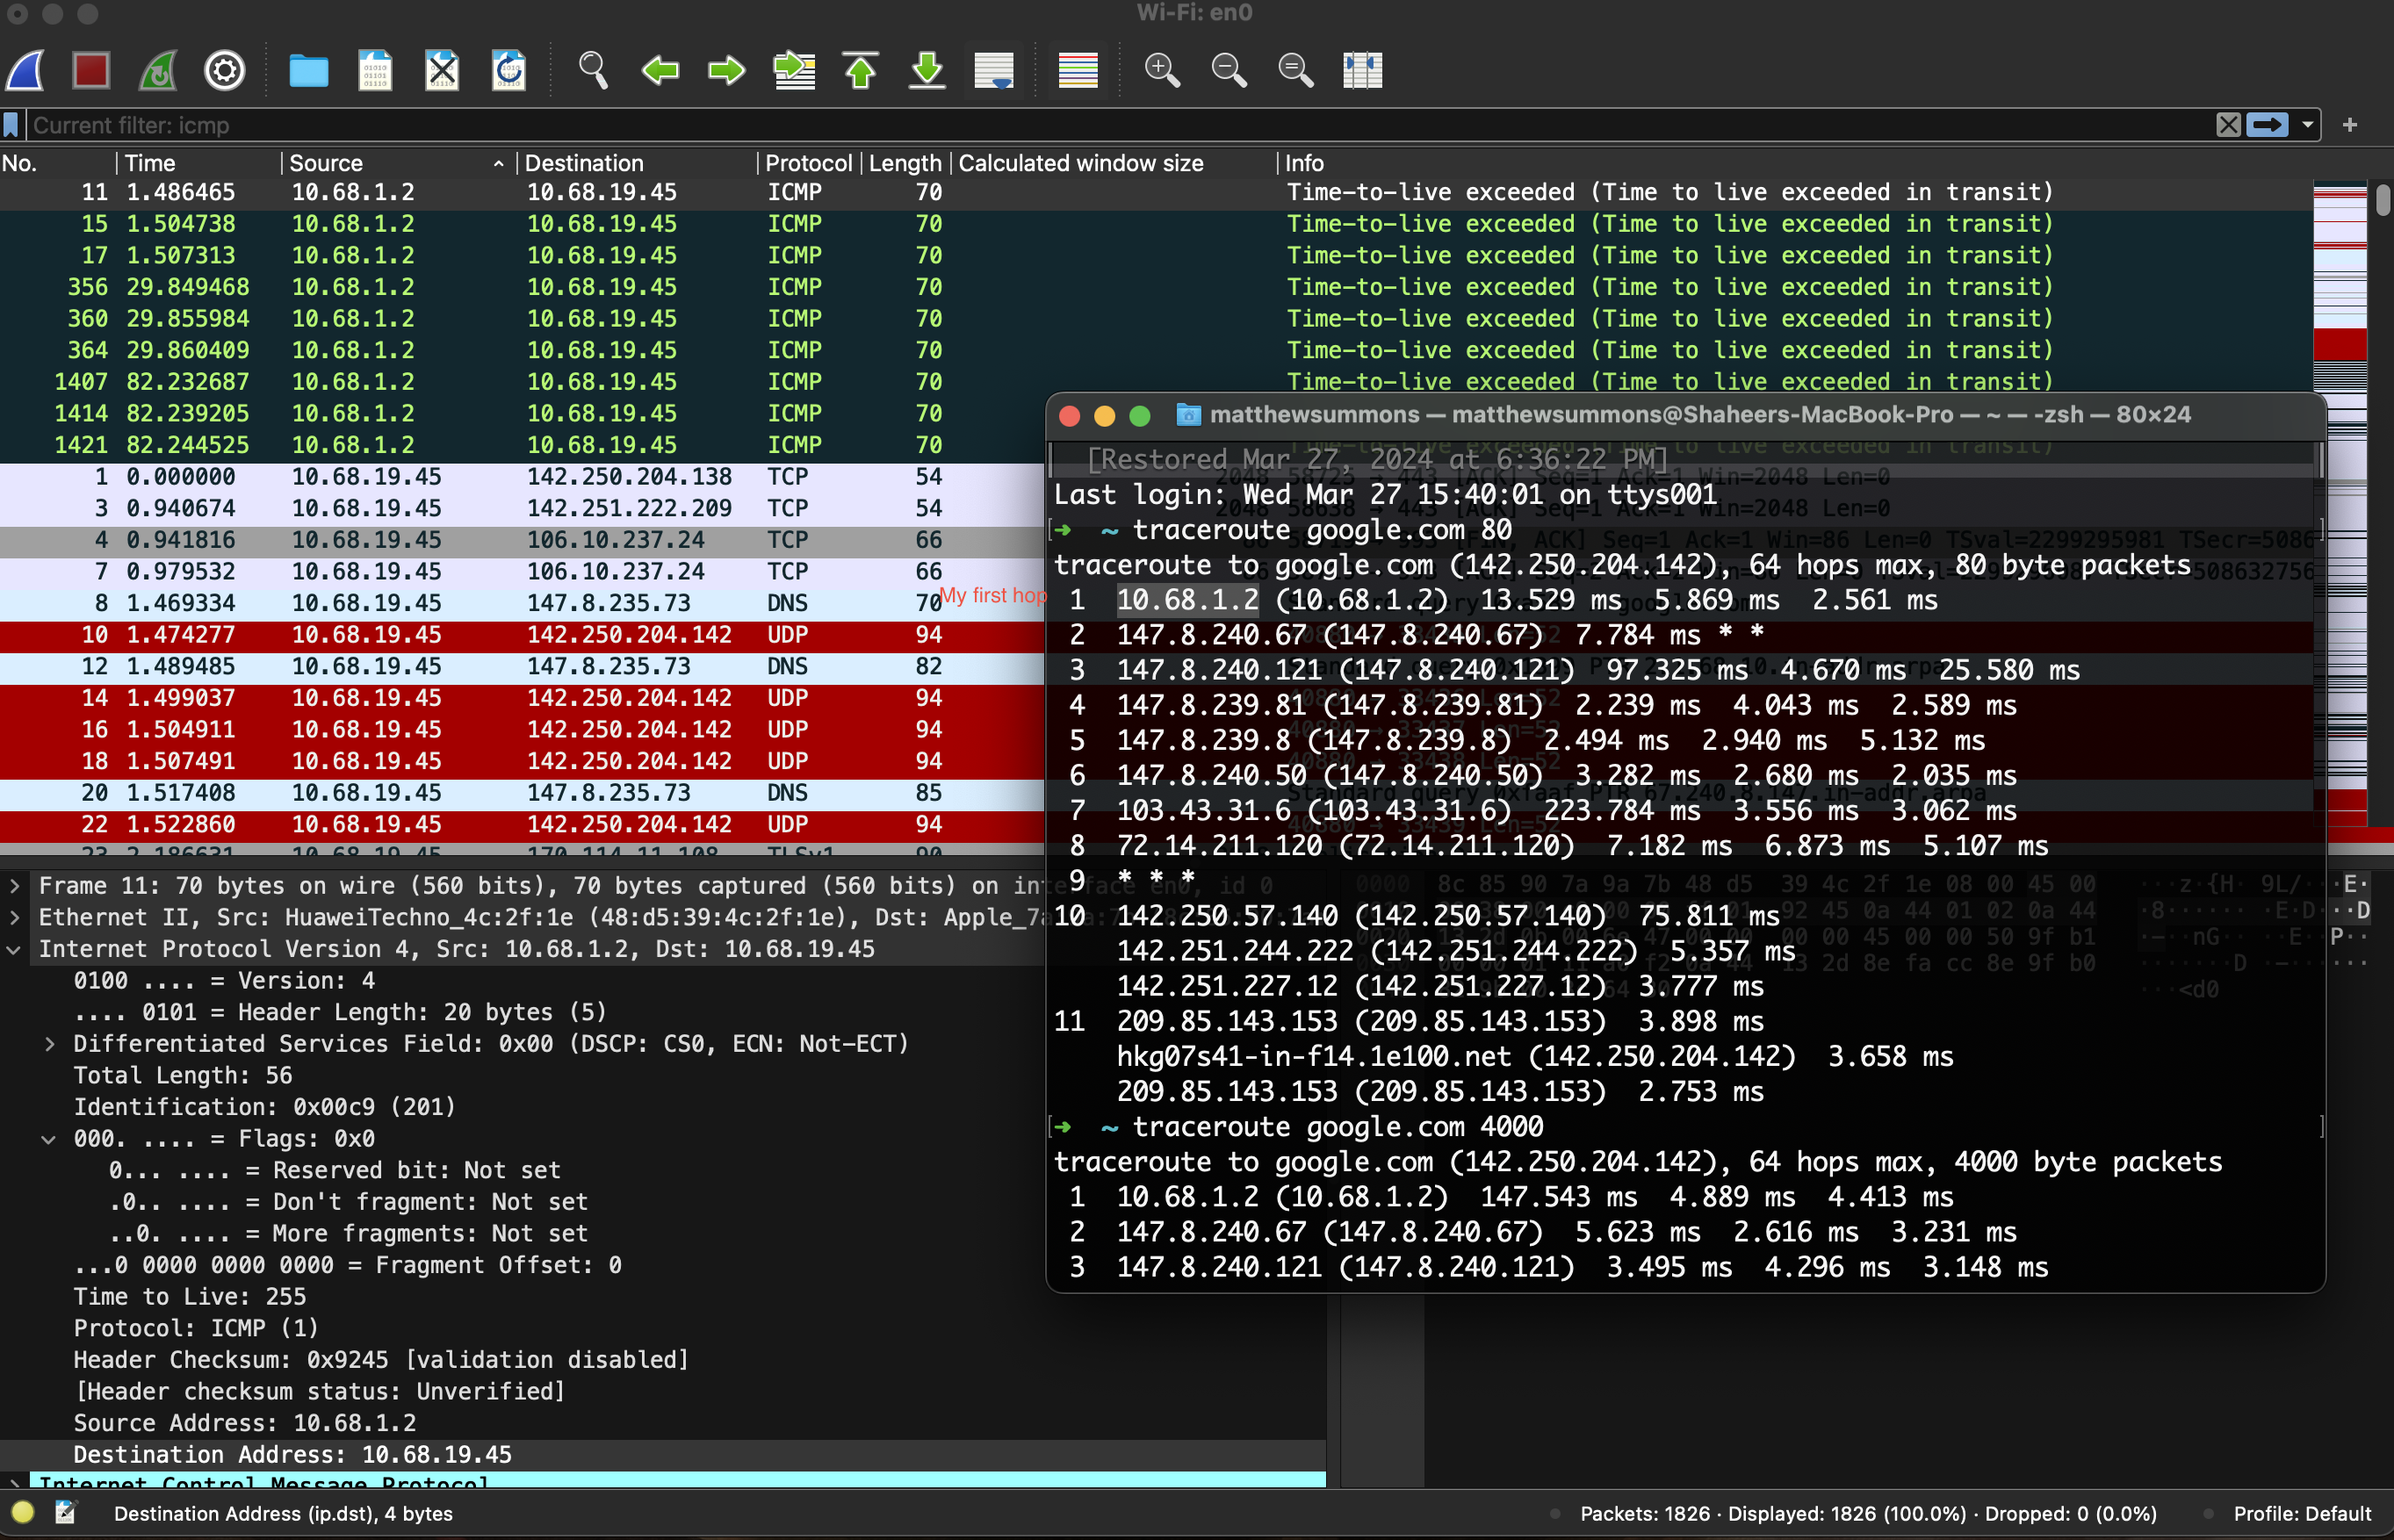 Wi-Fi: en0
Current filter: icmp
No. Time Source Destination Protocol Length Calculated window size Info
11 1.486465 10.68.1.2 10.68.19.45 ICMP 70 Time-to-live exceeded (Time to live exceeded in transit)
15 1.504738 10.68.1.2 10.68.19.45 ICMP 70 Time-to-live exceeded (Time to live exceeded in transit)
17 1.507313 10.68.1.2 10.68.19.45 ICMP 70 Time-to-live exceeded (Time to live exceeded in transit)
356 29.849468 10.68.1.2 10.68.19.45 ICMP 70 Time-to-live exceeded (Time to live exceeded in transit)
360 29.855984 10.68.1.2 10.68.19.45 ICMP 70 Time-to-live exceeded (Time to live exceeded in transit)
364 29.860409 10.68.1.2 10.68.19.45 ICMP 70 Time-to-live exceeded (Time to live exceeded in transit)
1407 82.232687 10.68.1.2 10.68.19.45 ICMP 70 Time-to-live exceeded (Time to live exceeded in transit)
1414 82.239205 10.68.1.2 10.68.19.45 ICMP 70
1421 82.244525 10.68.1.2 10.68.19.45 ICMP 70
1 0.000000 10.68.19.45 142.250.204.138 TCP 54
3 0.940674 10.68.19.45 142.251.222.209 TCP 54
4 0.941816 10.68.19.45 106.10.237.24 TCP 66
7 0.979532 10.68.19.45 106.10.237.24 TCP 66
8 1.469334 10.68.19.45 147.8.235.73 DNS 70
My first hop
10 1.474277 10.68.19.45 142.250.204.142 UDP 94
12 1.489485 10.68.19.45 147.8.235.73 DNS 82
14 1.499037 10.68.19.45 142.250.204.142 UDP 94
16 1.504911 10.68.19.45 142.250.204.142 UDP 94
18 1.507491 10.68.19.45 142.250.204.142 UDP 94
20 1.517408 10.68.19.45 147.8.235.73 DNS 85
22 1.522860 10.68.19.45 142.250.204.142 UDP 94
23 2.186631 10.68.19.45 170.114.11.108 TLSv1 90
matthewsummons — matthewsummons@Shaheers-MacBook-Pro — ~ — -zsh — 80×24
[Restored Mar 27, 2024 at 6:36:22 PM]
Last login: Wed Mar 27 15:40:01 on ttys001
➜ ~ traceroute google.com 80
traceroute to google.com (142.250.204.142), 64 hops max, 80 byte packets
1 10.68.1.2 (10.68.1.2) 13.529 ms 5.869 ms 2.561 ms
2 147.8.240.67 (147.8.240.67) 7.784 ms * *
3 147.8.240.121 (147.8.240.121) 97.325 ms 4.670 ms 25.580 ms
4 147.8.239.81 (147.8.239.81) 2.239 ms 4.043 ms 2.589 ms
5 147.8.239.8 (147.8.239.8) 2.494 ms 2.940 ms 5.132 ms
6 147.8.240.50 (147.8.240.50) 3.282 ms 2.680 ms 2.035 ms
7 103.43.31.6 (103.43.31.6) 223.784 ms 3.556 ms 3.062 ms
8 72.14.211.120 (72.14.211.120) 7.182 ms 6.873 ms 5.107 ms
9 * * *
10 142.250.57.140 (142.250.57.140) 75.811 ms
142.251.244.222 (142.251.244.222) 5.357 ms
142.251.227.12 (142.251.227.12) 3.777 ms
11 209.85.143.153 (209.85.143.153) 3.898 ms
hkg07s41-in-f14.1e100.net (142.250.204.142) 3.658 ms
209.85.143.153 (209.85.143.153) 2.753 ms
➜ ~ traceroute google.com 4000
traceroute to google.com (142.250.204.142), 64 hops max, 4000 byte packets
1 10.68.1.2 (10.68.1.2) 147.543 ms 4.889 ms 4.413 ms
2 147.8.240.67 (147.8.240.67) 5.623 ms 2.616 ms 3.231 ms
3 147.8.240.121 (147.8.240.121) 3.495 ms 4.296 ms 3.148 ms
Frame 11: 70 bytes on wire (560 bits), 70 bytes captured (560 bits) on interface en0, id 0
Ethernet II, Src: HuaweiTechno_4c:2f:1e (48:d5:39:4c:2f:1e), Dst: Apple_7a
Internet Protocol Version 4, Src: 10.68.1.2, Dst: 10.68.19.45
0100 .... = Version: 4
.... 0101 = Header Length: 20 bytes (5)
Differentiated Services Field: 0x00 (DSCP: CS0, ECN: Not-ECT)
Total Length: 56
Identification: 0x00c9 (201)
000. .... = Flags: 0x0
0... .... = Reserved bit: Not set
.0.. .... = Don't fragment: Not set
..0. .... = More fragments: Not set
...0 0000 0000 0000 = Fragment Offset: 0
Time to Live: 255
Protocol: ICMP (1)
Header Checksum: 0x9245 [validation disabled]
[Header checksum status: Unverified]
Source Address: 10.68.1.2
Destination Address: 10.68.19.45
Internet Control Message Protocol
Destination Address (ip.dst), 4 bytes
Packets: 1826 · Displayed: 1826 (100.0%) · Dropped: 0 (0.0%)
Profile: Default